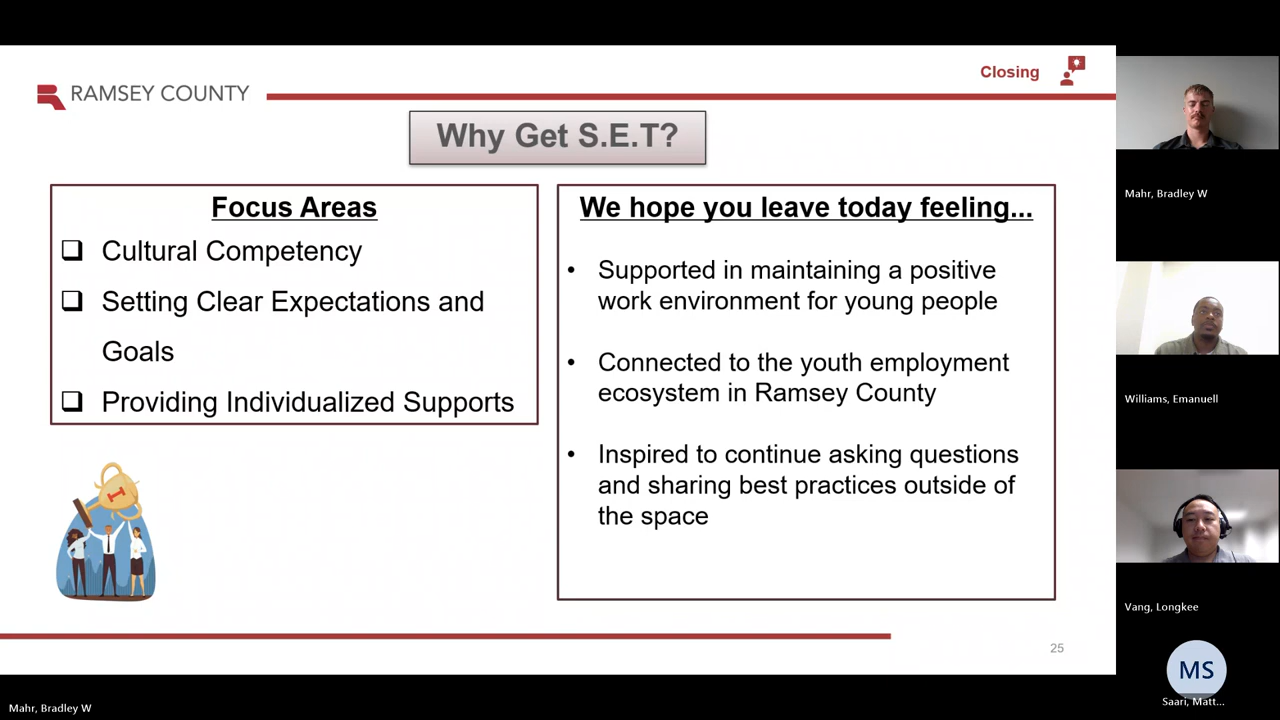 Closing
RAMSEY COUNTY
Why Get S.E.T?
Focus Areas
❑ Cultural Competency
❑ Setting Clear Expectations and
Goals
❑ Providing Individualized Supports
We hope you leave today feeling...
• Supported in maintaining a positive
work environment for young people
• Connected to the youth employment
ecosystem in Ramsey County
• Inspired to continue asking questions
and sharing best practices outside of
the space
25
Mahr, Bradley W
Williams, Emanuell
Vang, Longkee
MS
Saari, Matt...
Mahr, Bradley W